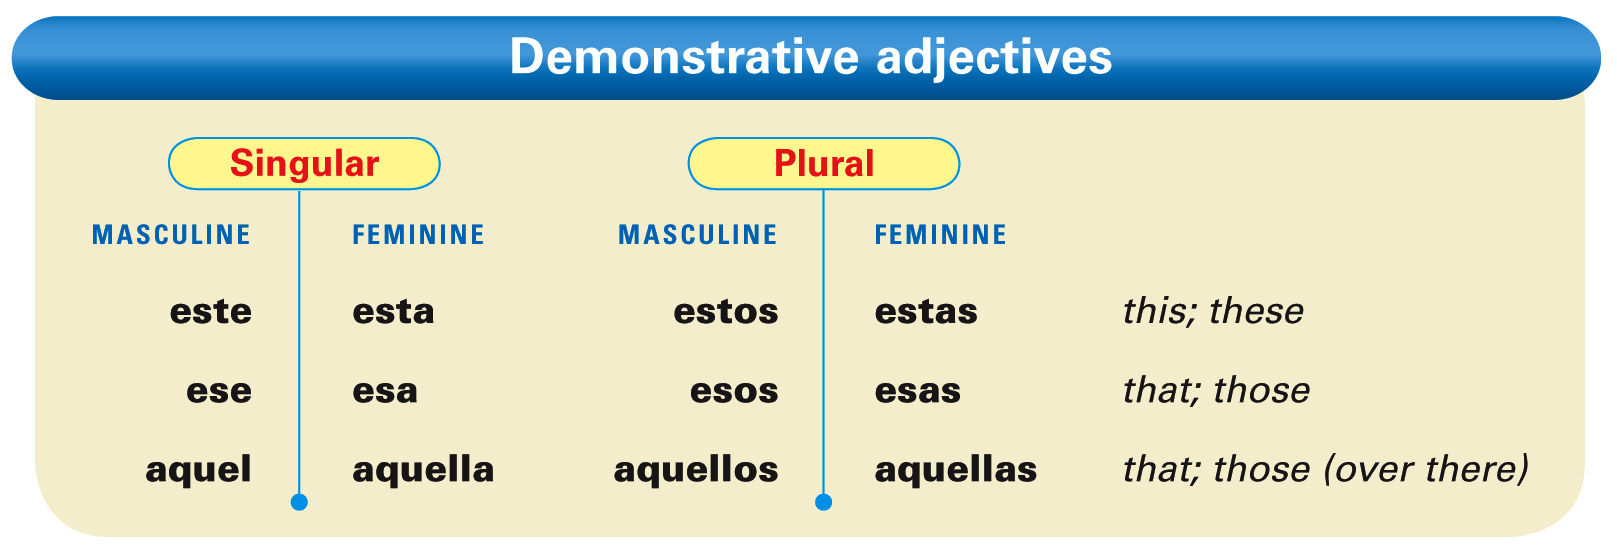 Demonstrative adjectives
Singular Plural
MASCULINE FEMININE MASCULINE FEMININE
este esta estos estas this; these
ese esa esos esas that; those
aquel aquella aquellos aquellas that; those (over there)